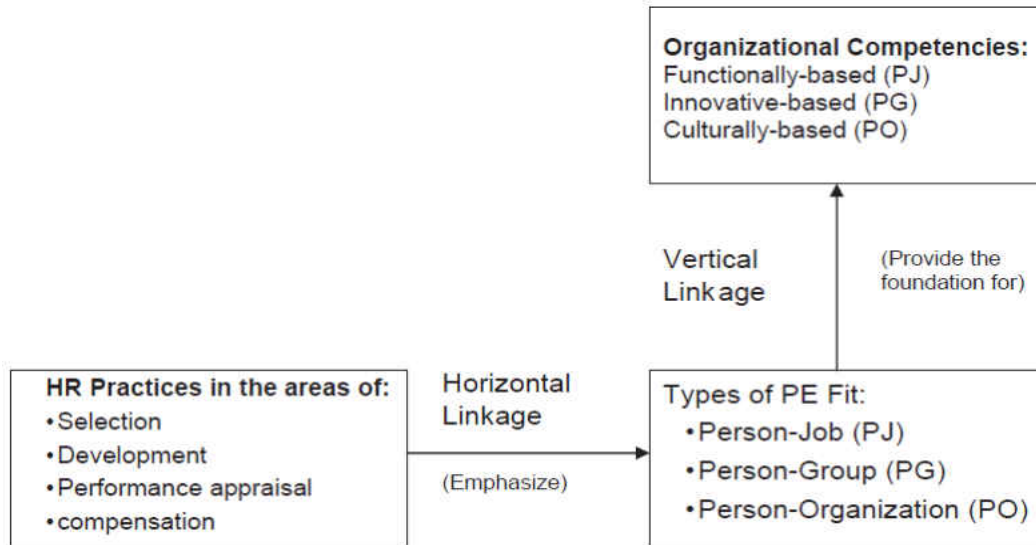 Organizational Competencies:
Functionally-based (PJ)
Innovative-based (PG)
Culturally-based (PO)
Vertical
Linkage
(Provide the
foundation for)
HR Practices in the areas of:
•Selection
•Development
•Performance appraisal
•compensation
Horizontal
Linkage
(Emphasize)
Types of PE Fit:
•Person-Job (PJ)
•Person-Group (PG)
•Person-Organization (PO)